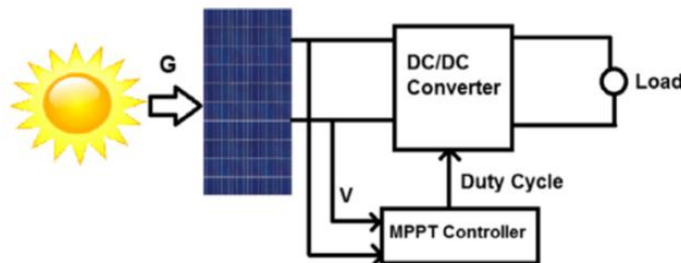 G
DC/DC
Converter
Load
Duty Cycle
V
MPPT Controller